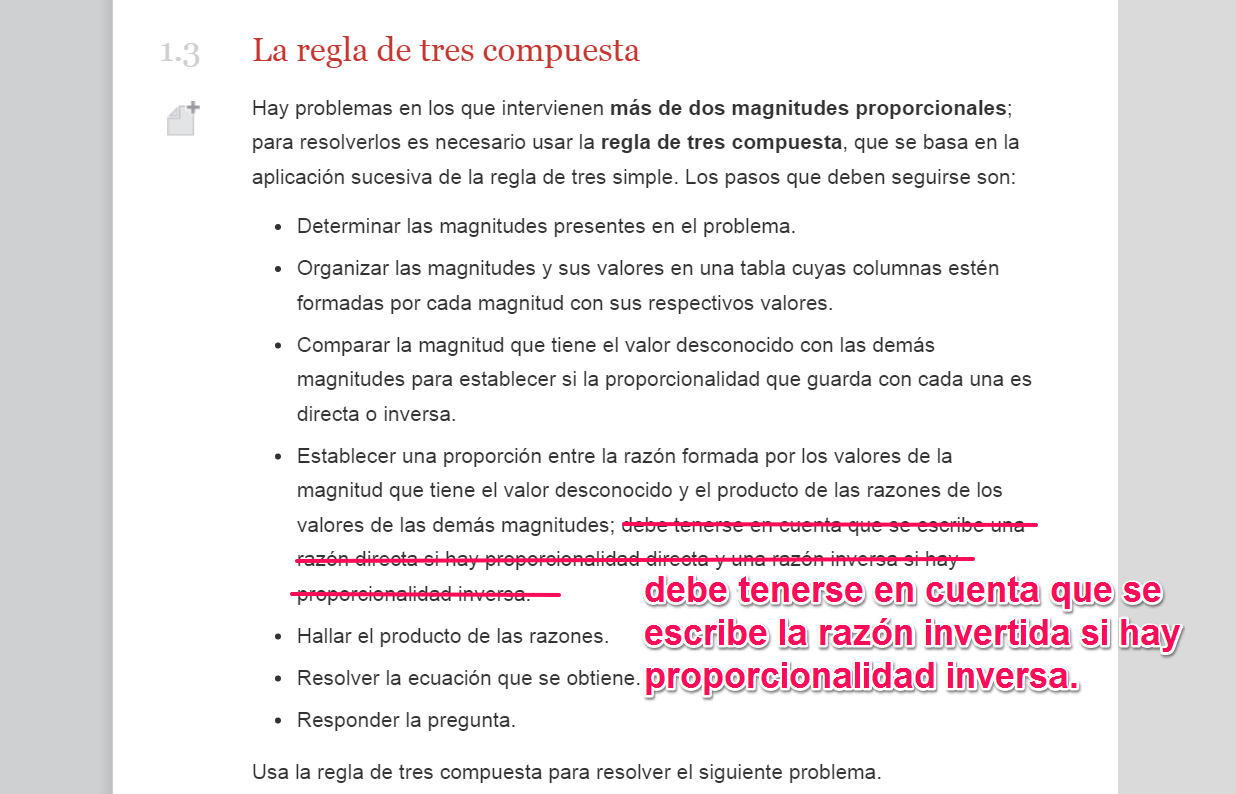 1.3
La regla de tres compuesta
Hay problemas en los que intervienen más de dos magnitudes proporcionales;
para resolverlos es necesario usar la regla de tres compuesta, que se basa en la
aplicación sucesiva de la regla de tres simple. Los pasos que deben seguirse son:
• Determinar las magnitudes presentes en el problema.
• Organizar las magnitudes y sus valores en una tabla cuyas columnas estén
formadas por cada magnitud con sus respectivos valores.
• Comparar la magnitud que tiene el valor desconocido con las demás
magnitudes para establecer si la proporcionalidad que guarda con cada una es
directa o inversa.
• Establecer una proporción entre la razón formada por los valores de la
magnitud que tiene el valor desconocido y el producto de las razones de los
valores de las demás magnitudes; debe tenerse en cuenta que se escribe una
razón directa si hay proporcionalidad directa y una razón inversa si hay
proporcionalidad inversa.
debe tenerse en cuenta que se
escribe la razón invertida si hay
proporcionalidad inversa.
• Hallar el producto de las razones.
• Resolver la ecuación que se obtiene.
• Responder la pregunta.
Usa la regla de tres compuesta para resolver el siguiente problema.